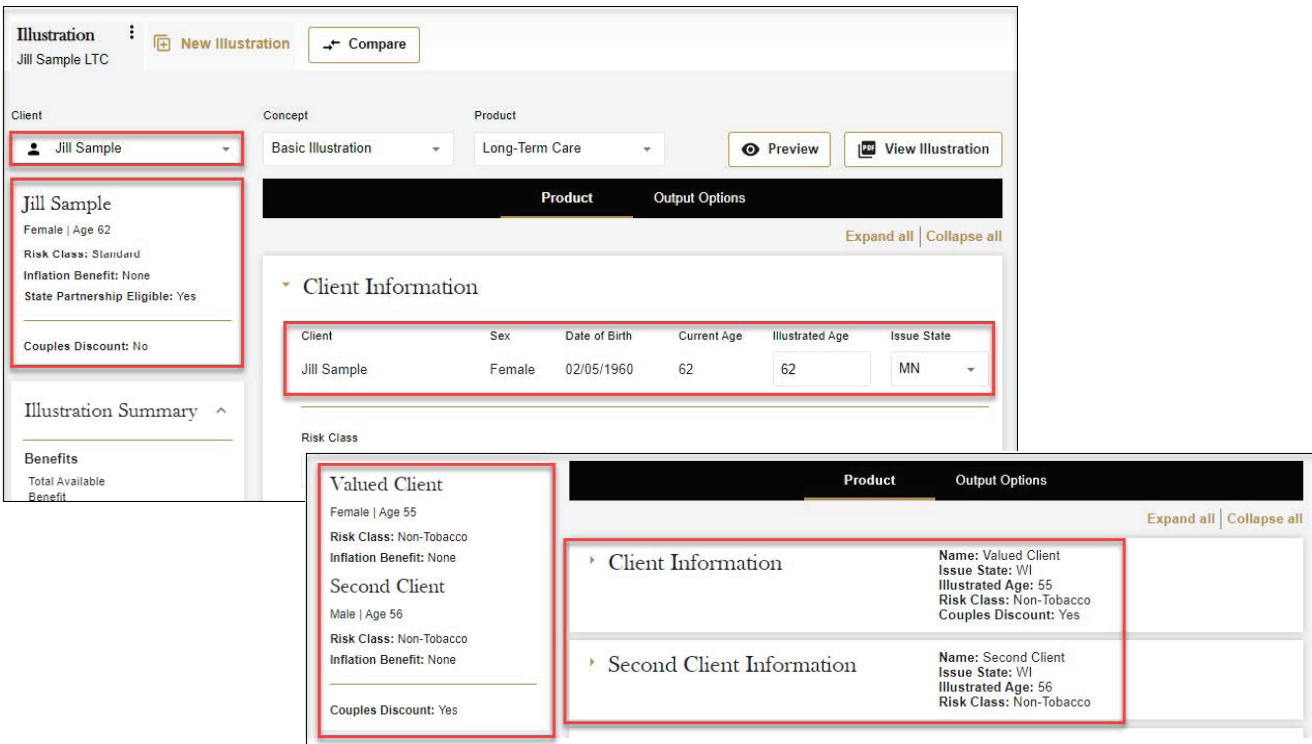 Illustration
Jill Sample LTC
New Illustration
Compare
Client
Concept
Product
Jill Sample
Basic Illustration
Long-Term Care
Preview
PDF
View Illustration
Jill Sample
Female | Age 62
Risk Class: Standard
Inflation Benefit: None
State Partnership Eligible: Yes
Couples Discount: No
Illustration Summary
Benefits
Total Available
Benefit
Product
Output Options
Expand all | Collapse all
Client Information
Client Sex Date of Birth Current Age Illustrated Age Issue State
Jill Sample Female 02/05/1960 62 62 MN
Risk Class
Valued Client
Female | Age 55
Risk Class: Non-Tobacco
Inflation Benefit: None
Second Client
Male | Age 56
Risk Class: Non-Tobacco
Inflation Benefit: None
Couples Discount: Yes
Product
Output Options
Expand all | Collapse all
Client Information
Name: Valued Client
Issue State: WI
Illustrated Age: 55
Risk Class: Non-Tobacco
Couples Discount: Yes
Second Client Information
Name: Second Client
Issue State: WI
Illustrated Age: 56
Risk Class: Non-Tobacco